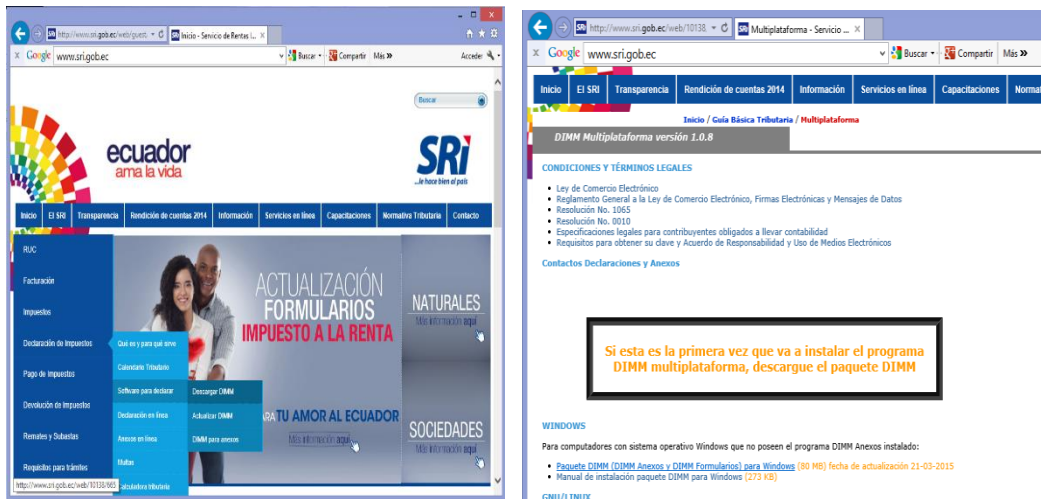 http://www.sri.gob.ec/web/guest.
Inicio - Servicio de Rentas I...
Google www.sri.gob.ec Buscar Compartir Más » Acceder
Buscar
ecuador
ama la vida
SRi
...le hace bien al país
Inicio El SRI Transparencia Rendición de cuentas 2014 Información Servicios en línea Capacitaciones Normativa Tributaria Contacto
RUC
Facturación
Impuestos
Declaración de Impuestos
Pago de Impuestos
Devolución de Impuestos
Remates y Subastas
Requisitos para trámites
http://www.sri.gob.ec/web/10138/665
Qué es y para qué sirve
Calendario Tributario
Software para declarar
Declaración en línea
Anexos en línea
Multas
Calculadora tributaria
Descargar DIMM
Actualizar DIMM
DIMM para anexos
ACTUALIZACIÓN
FORMULARIOS
IMPUESTO A LA RENTA
TU AMOR AL ECUADOR
Más información aquí
NATURALES
Más información aquí
SOCIEDADES
Más información aquí
http://www.sri.gob.ec/web/10138.
Multiplataforma - Servicio ...
Google www.sri.gob.ec Buscar Compartir Más »
Inicio El SRI Transparencia Rendición de cuentas 2014 Información Servicios en línea Capacitaciones Normat
Inicio / Guía Básica Tributaria / Multiplataforma
DIMM Multiplataforma versión 1.0.8
CONDICIONES Y TÉRMINOS LEGALES
• Ley de Comercio Electrónico
• Reglamento General a la Ley de Comercio Electrónico, Firmas Electrónicas y Mensajes de Datos
• Resolución No. 1065
• Resolución No. 0010
• Especificaciones legales para contribuyentes obligados a llevar contabilidad
• Requisitos para obtener su clave y Acuerdo de Responsabilidad y Uso de Medios Electrónicos
Contactos Declaraciones y Anexos
Si esta es la primera vez que va a instalar el programa
DIMM multiplataforma, descargue el paquete DIMM
WINDOWS
Para computadores con sistema operativo Windows que no poseen el programa DIMM Anexos instalado:
• Paquete DIMM (DIMM Anexos y DIMM Formularios) para Windows (80 MB) fecha de actualización 21-03-2015
• Manual de instalación paquete DIMM para Windows (273 KB)
GNU/LINUX